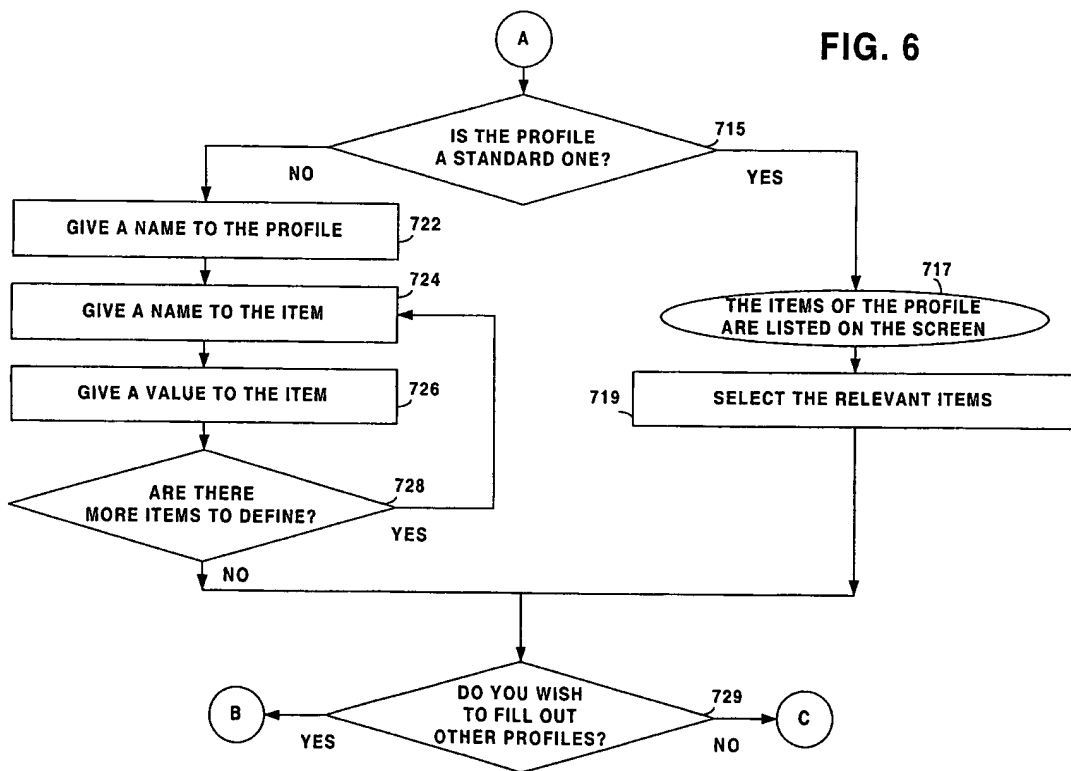 FIG. 6
A
IS THE PROFILE
A STANDARD ONE?
715
NO
YES
GIVE A NAME TO THE PROFILE
722
724
GIVE A NAME TO THE ITEM
717
THE ITEMS OF THE PROFILE
ARE LISTED ON THE SCREEN
GIVE A VALUE TO THE ITEM
726
719
SELECT THE RELEVANT ITEMS
ARE THERE
MORE ITEMS TO DEFINE?
728
YES
NO
DO YOU WISH
TO FILL OUT
OTHER PROFILES?
729
B
YES
NO
C